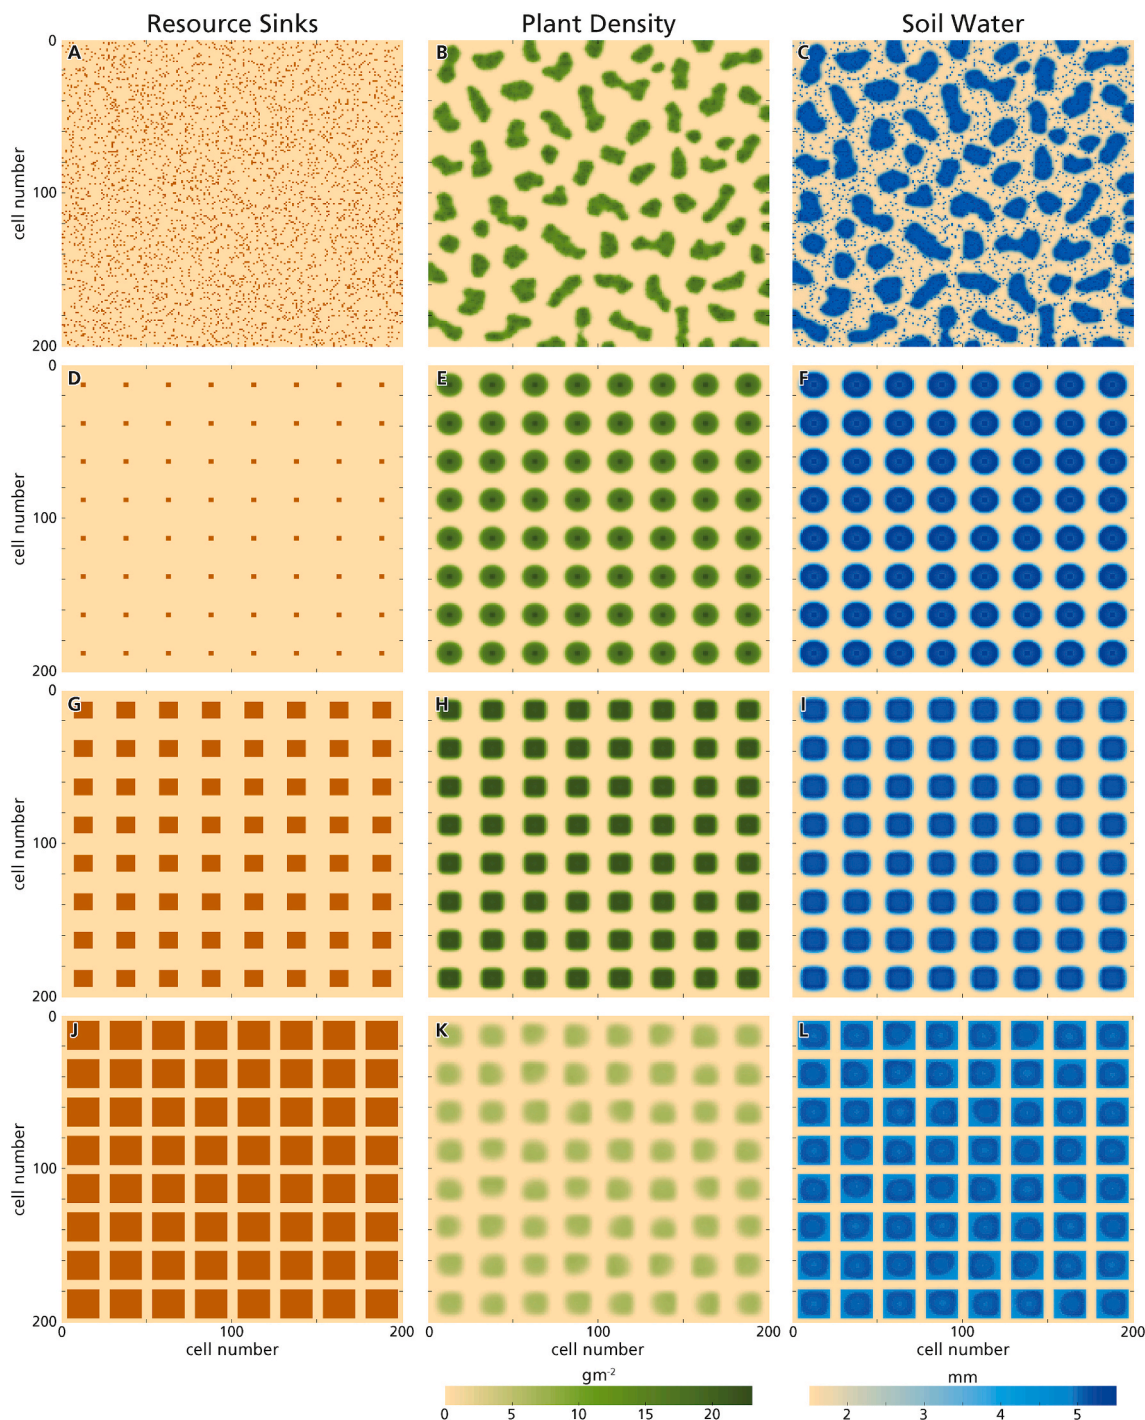 Resource Sinks Plant Density Soil Water
0 A B C
cell number
100
200
0 D E F
cell number
100
200
0 G H I
cell number
100
200
0 J K L
cell number
100
200
0 100 200 0 100 200 0 100 200
cell number cell number cell number
gm-2 mm
0 5 10 15 20 2 3 4 5